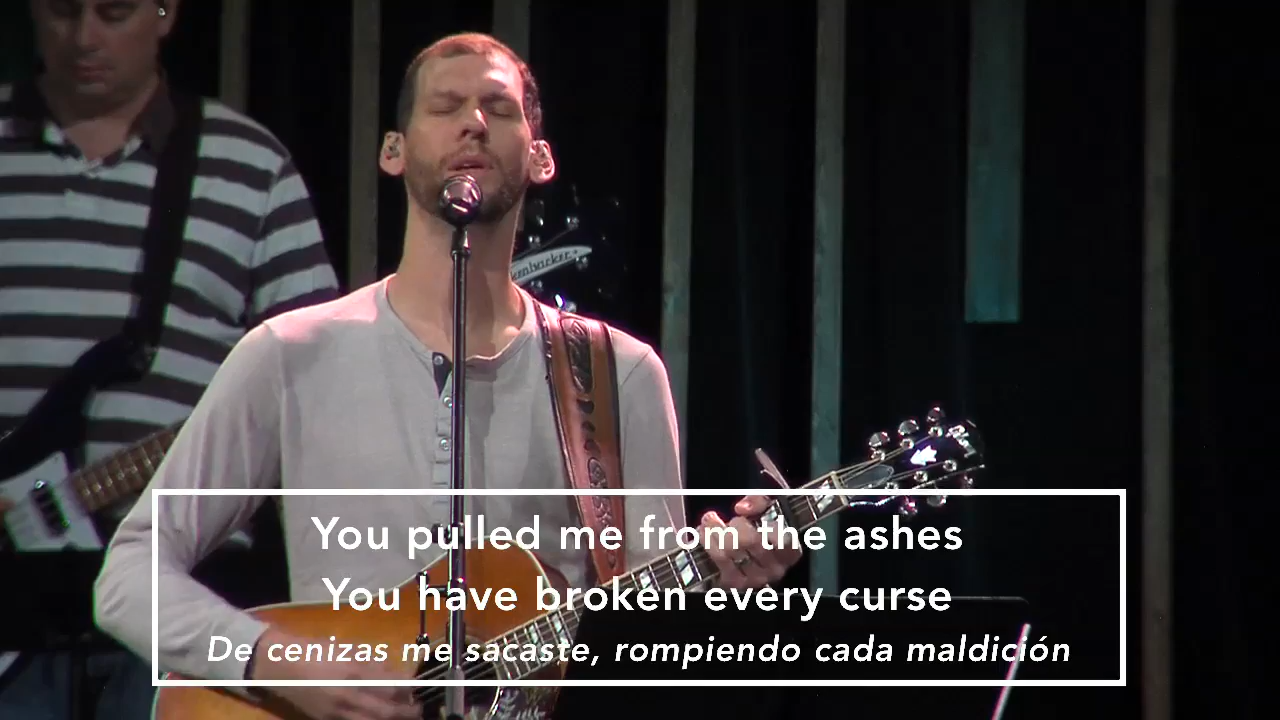 You pulled me from the ashes
You have broken every curse
De cenizas me sacaste, rompiendo cada maldición